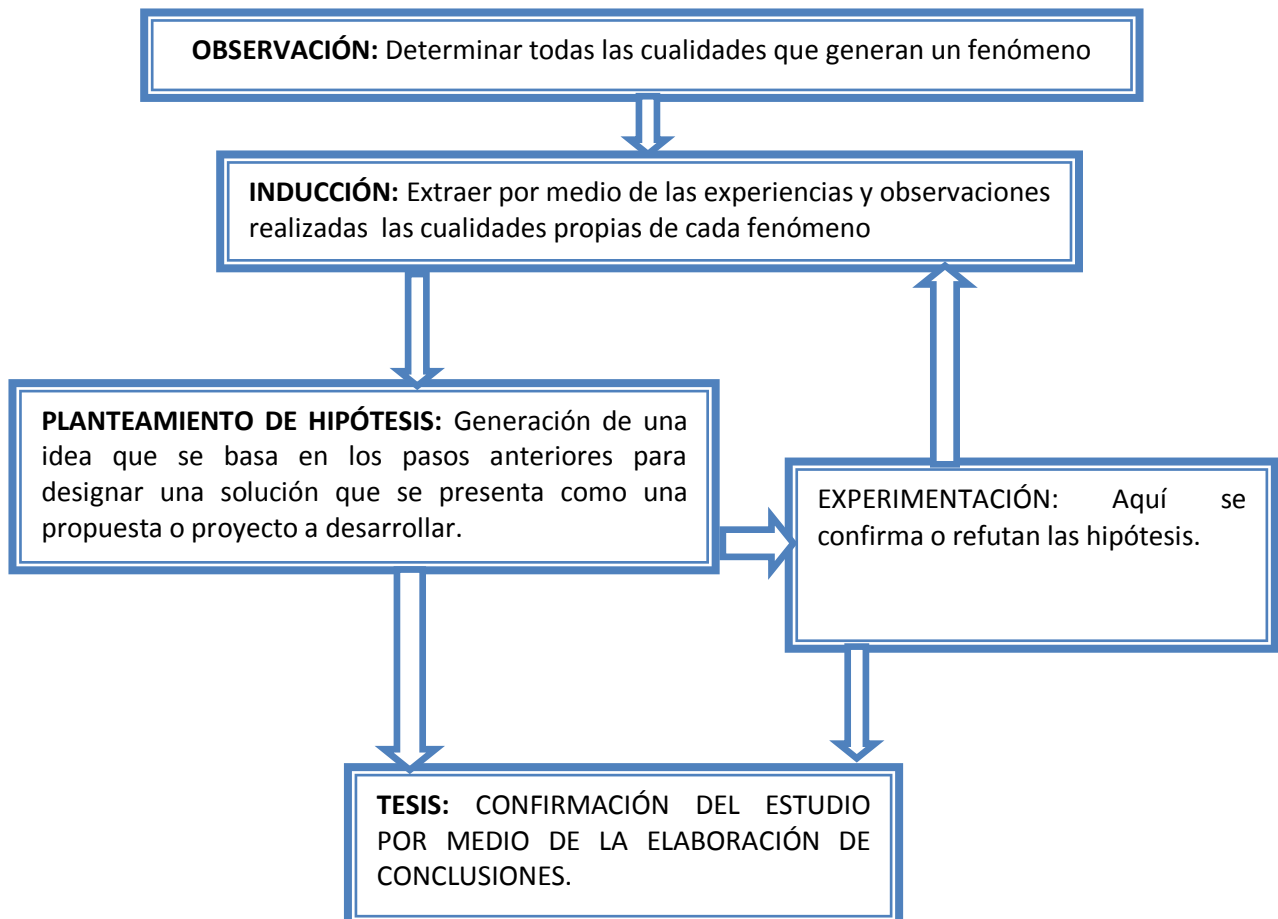 OBSERVACIÓN: Determinar todas las cualidades que generan un fenómeno
INDUCCIÓN: Extraer por medio de las experiencias y observaciones
realizadas las cualidades propias de cada fenómeno
PLANTEAMIENTO DE HIPÓTESIS: Generación de una
idea que se basa en los pasos anteriores para
designar una solución que se presenta como una
propuesta o proyecto a desarrollar.
EXPERIMENTACIÓN: Aquí se
confirma o refutan las hipótesis.
TESIS: CONFIRMACIÓN DEL ESTUDIO
POR MEDIO DE LA ELABORACIÓN DE
CONCLUSIONES.